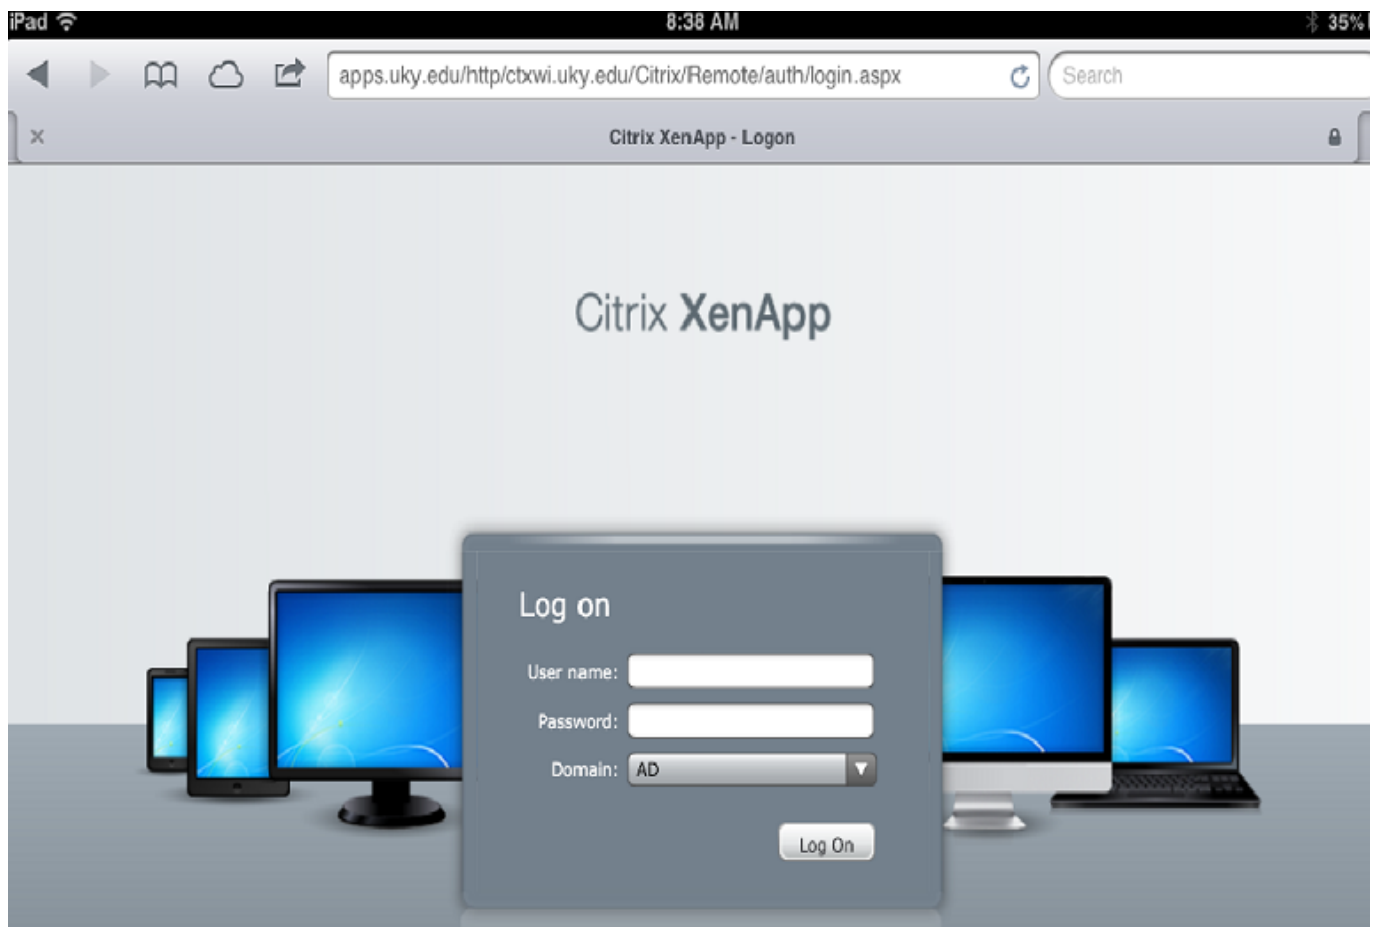 iPad 8:38 AM 35%
apps.uky.edu/http/ctxwi.uky.edu/Citrix/Remote/auth/login.aspx Search
Citrix XenApp - Logon
Citrix XenApp
Log on
User name:
Password:
Domain: AD
Log On